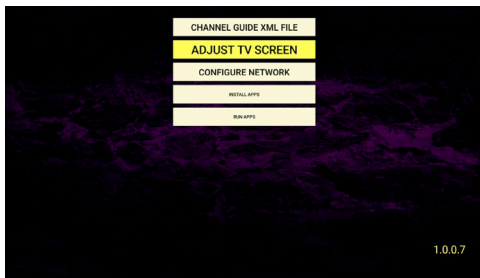 CHANNEL GUIDE XML FILE
ADJUST TV SCREEN
CONFIGURE NETWORK
INSTALL APPS
RUN APPS
1.0.0.7